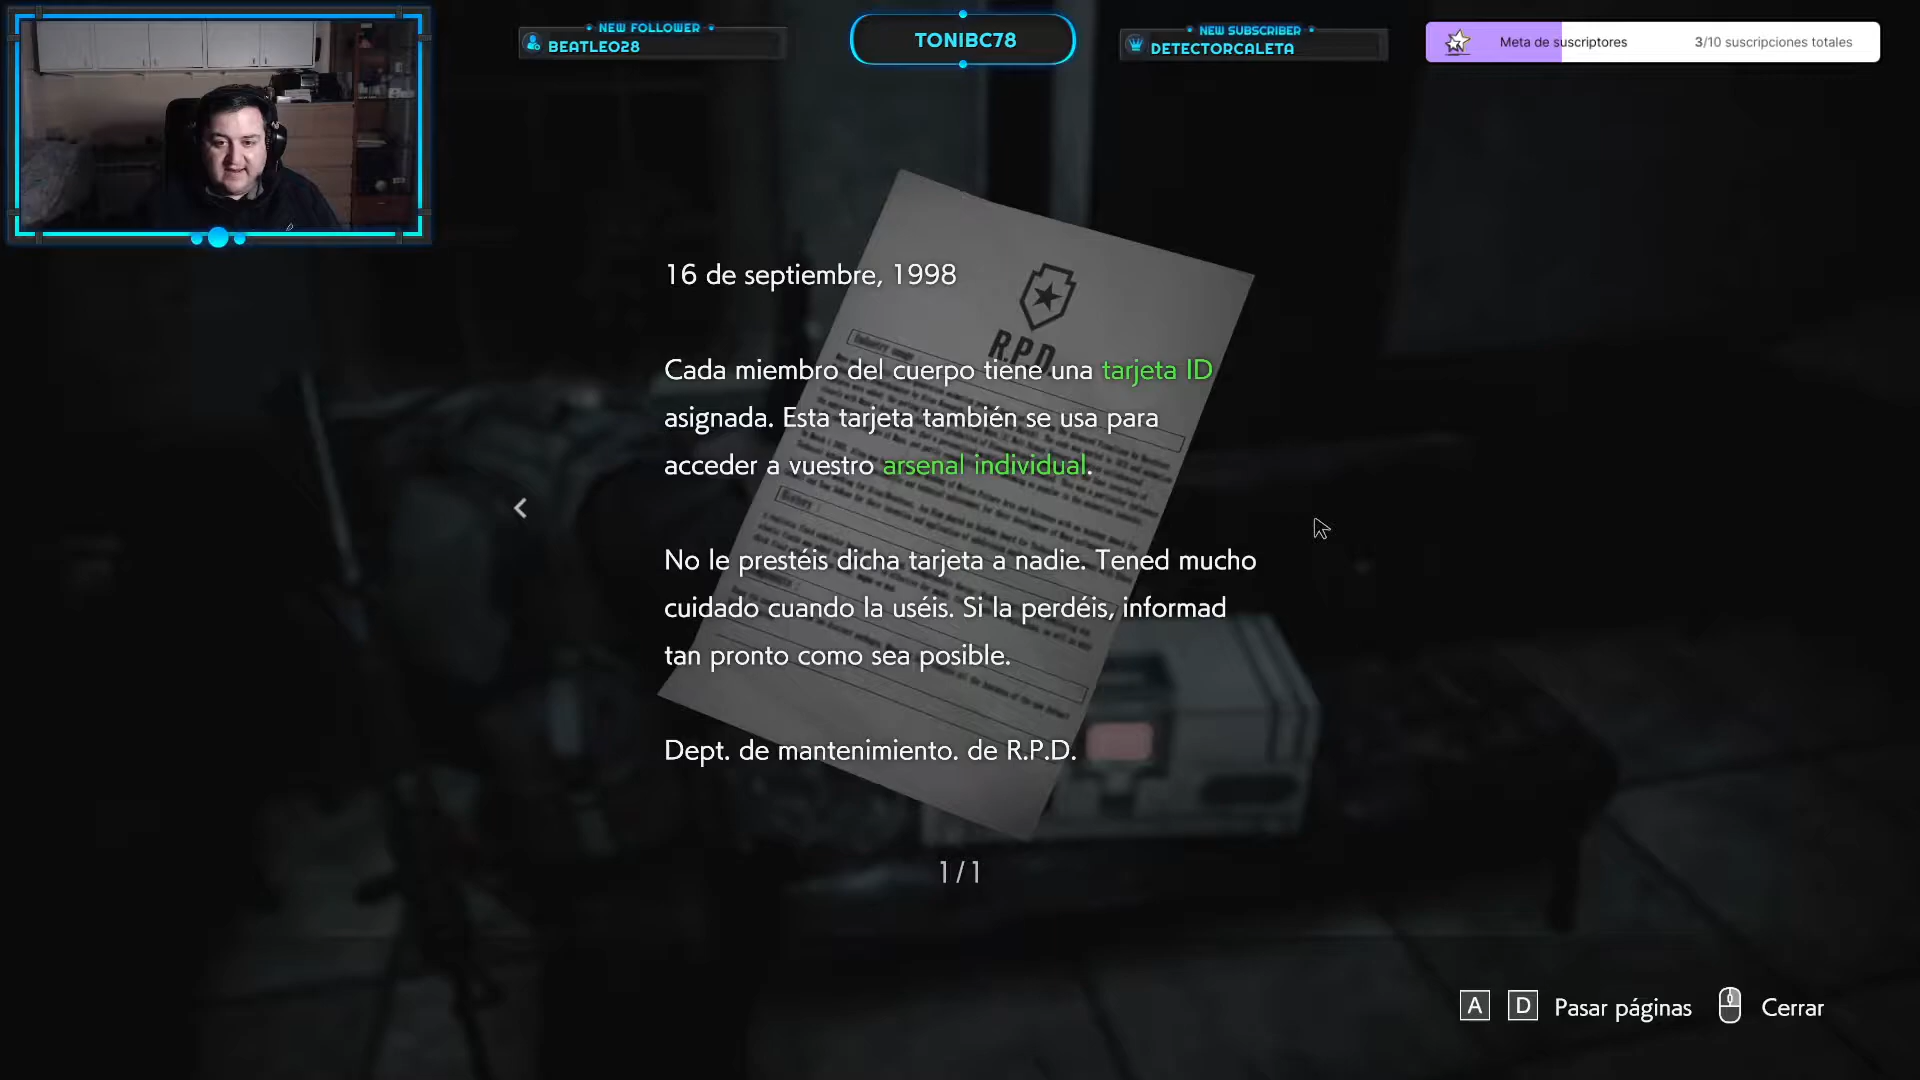 NEW FOLLOWER
BEATLEO28
TONIBC78
NEW SUBSCRIBER
DETECTORCALETA
Meta de suscriptores
3/10 suscripciones totales
R.P.D.
16 de septiembre, 1998
Cada miembro del cuerpo tiene una tarjeta ID
asignada. Esta tarjeta también se usa para
acceder a vuestro arsenal individual.
No le prestéis dicha tarjeta a nadie. Tened mucho
cuidado cuando la uséis. Si la perdéis, informad
tan pronto como sea posible.
Dept. de mantenimiento. de R.P.D.
1/1
A D Pasar páginas
Cerrar